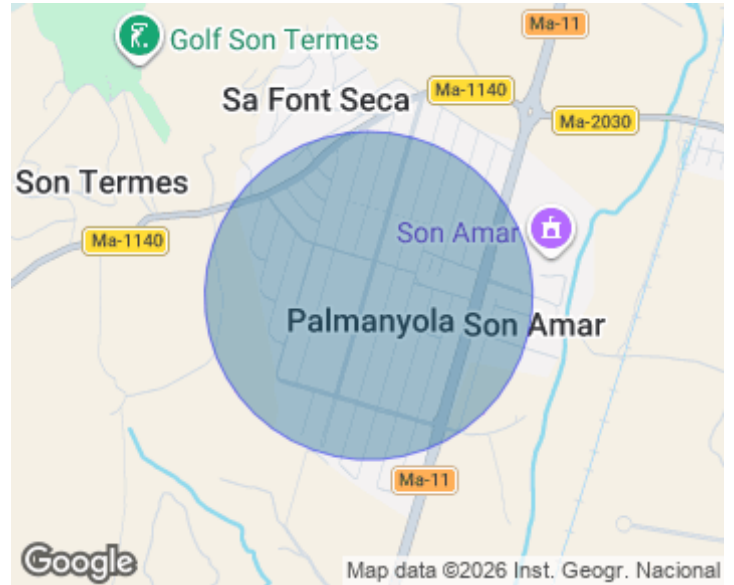 Ma-11
Golf Son Termes
Sa Font Seca
Ma-1140
Ma-2030
Son Termes
Ma-1140
Son Amar
Palmanyola
Son Amar
Ma-11
Google
Map data ©2026 Inst. Geogr. Nacional